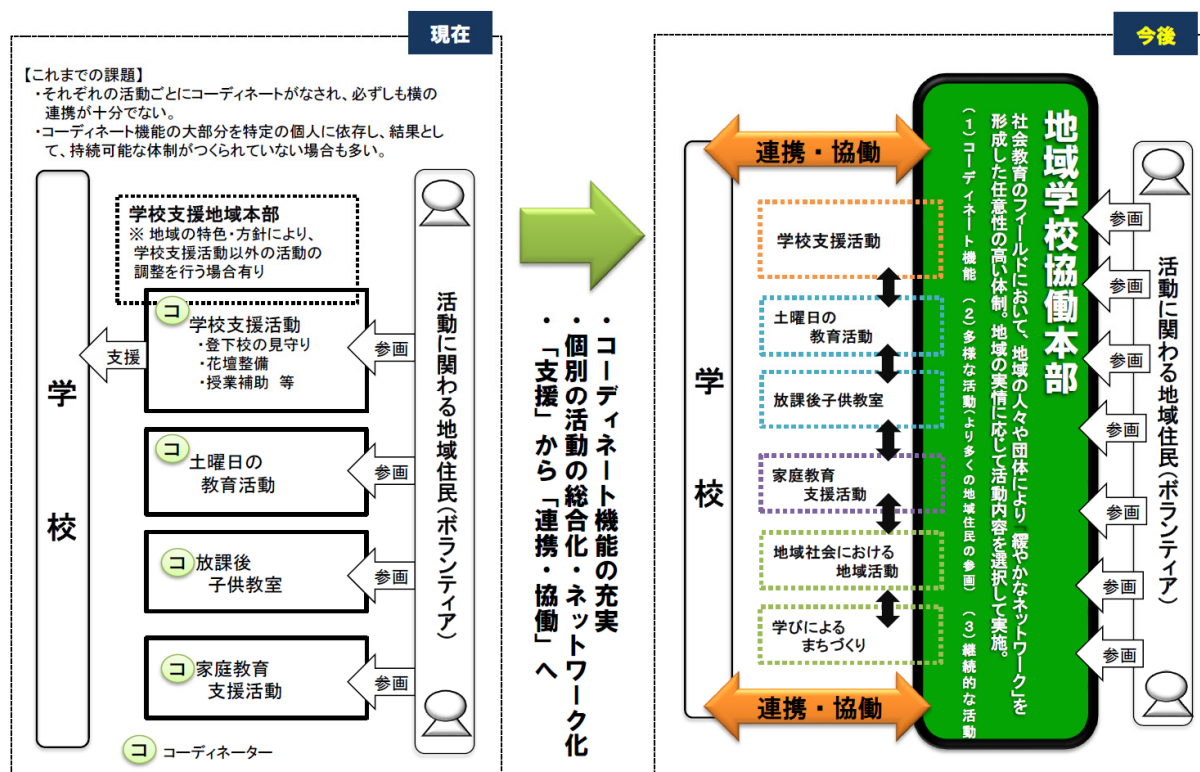 現在
【これまでの課題】
・それぞれの活動ごとにコーディネートがなされ、必ずしも横の
連携が十分でない。
・コーディネート機能の大部分を特定の個人に依存し、結果とし
て、持続可能な体制がつくられていない場合も多い。
学校
学校支援地域本部
※ 地域の特色・方針により、
学校支援活動以外の活動の
調整を行う場合有り
コ
学校支援活動
・登下校の見守り
・花壇整備
・授業補助 等
支援
参画
コ
土曜日の
教育活動
参画
コ
放課後
子供教室
参画
コ
家庭教育
支援活動
参画
活動に関わる地域住民(ボランティア)
コ コーディネーター
・コーディネート機能の充実
・個別の活動の総合化・ネットワーク化
・「支援」から「連携・協働」へ
今後
学校
連携・協働
学校支援活動
土曜日の
教育活動
放課後子供教室
家庭教育
支援活動
地域社会における
地域活動
学びによる
まちづくり
連携・協働
地域学校協働本部
社会教育のフィールドにおいて、地域の人々や団体により「緩やかなネットワーク」を
形成した任意性の高い体制。地域の実情に応じて活動内容を選択して実施。
(1)コーディネート機能 (2)多様な活動(より多くの地域住民の参画) (3)継続的な活動
参画
参画
参画
参画
参画
参画
参画
活動に関わる地域住民(ボランティア)